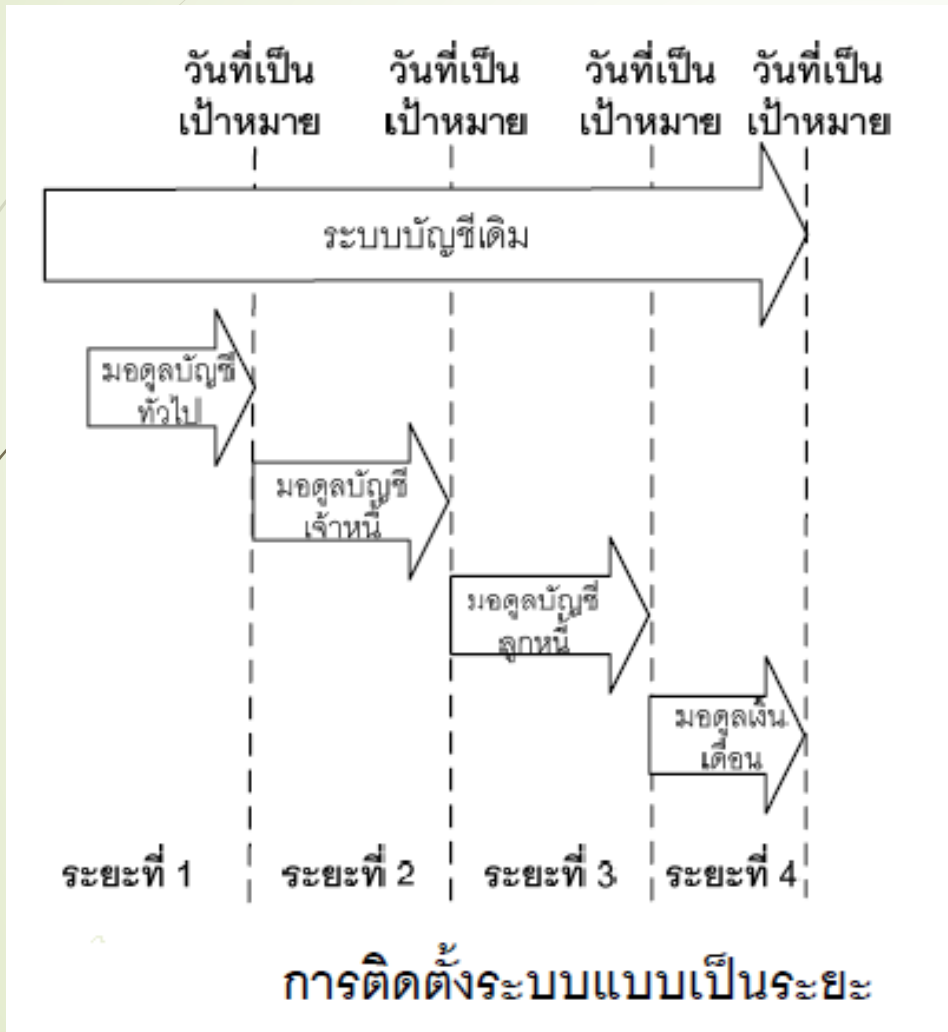 วันที่เป็น วันที่เป็น วันที่เป็น วันที่เป็น
เป้าหมาย เป้าหมาย เป้าหมาย เป้าหมาย
ระบบบัญชีเดิม
มอดูลบัญชี
ทั่วไป
มอดูลบัญชี
เจ้าหนี้
มอดูลบัญชี
ลูกหนี้
มอดูลเงิน
เดือน
ระยะที่ 1 ระยะที่ 2 ระยะที่ 3 ระยะที่ 4
การติดตั้งระบบแบบเป็นระยะ